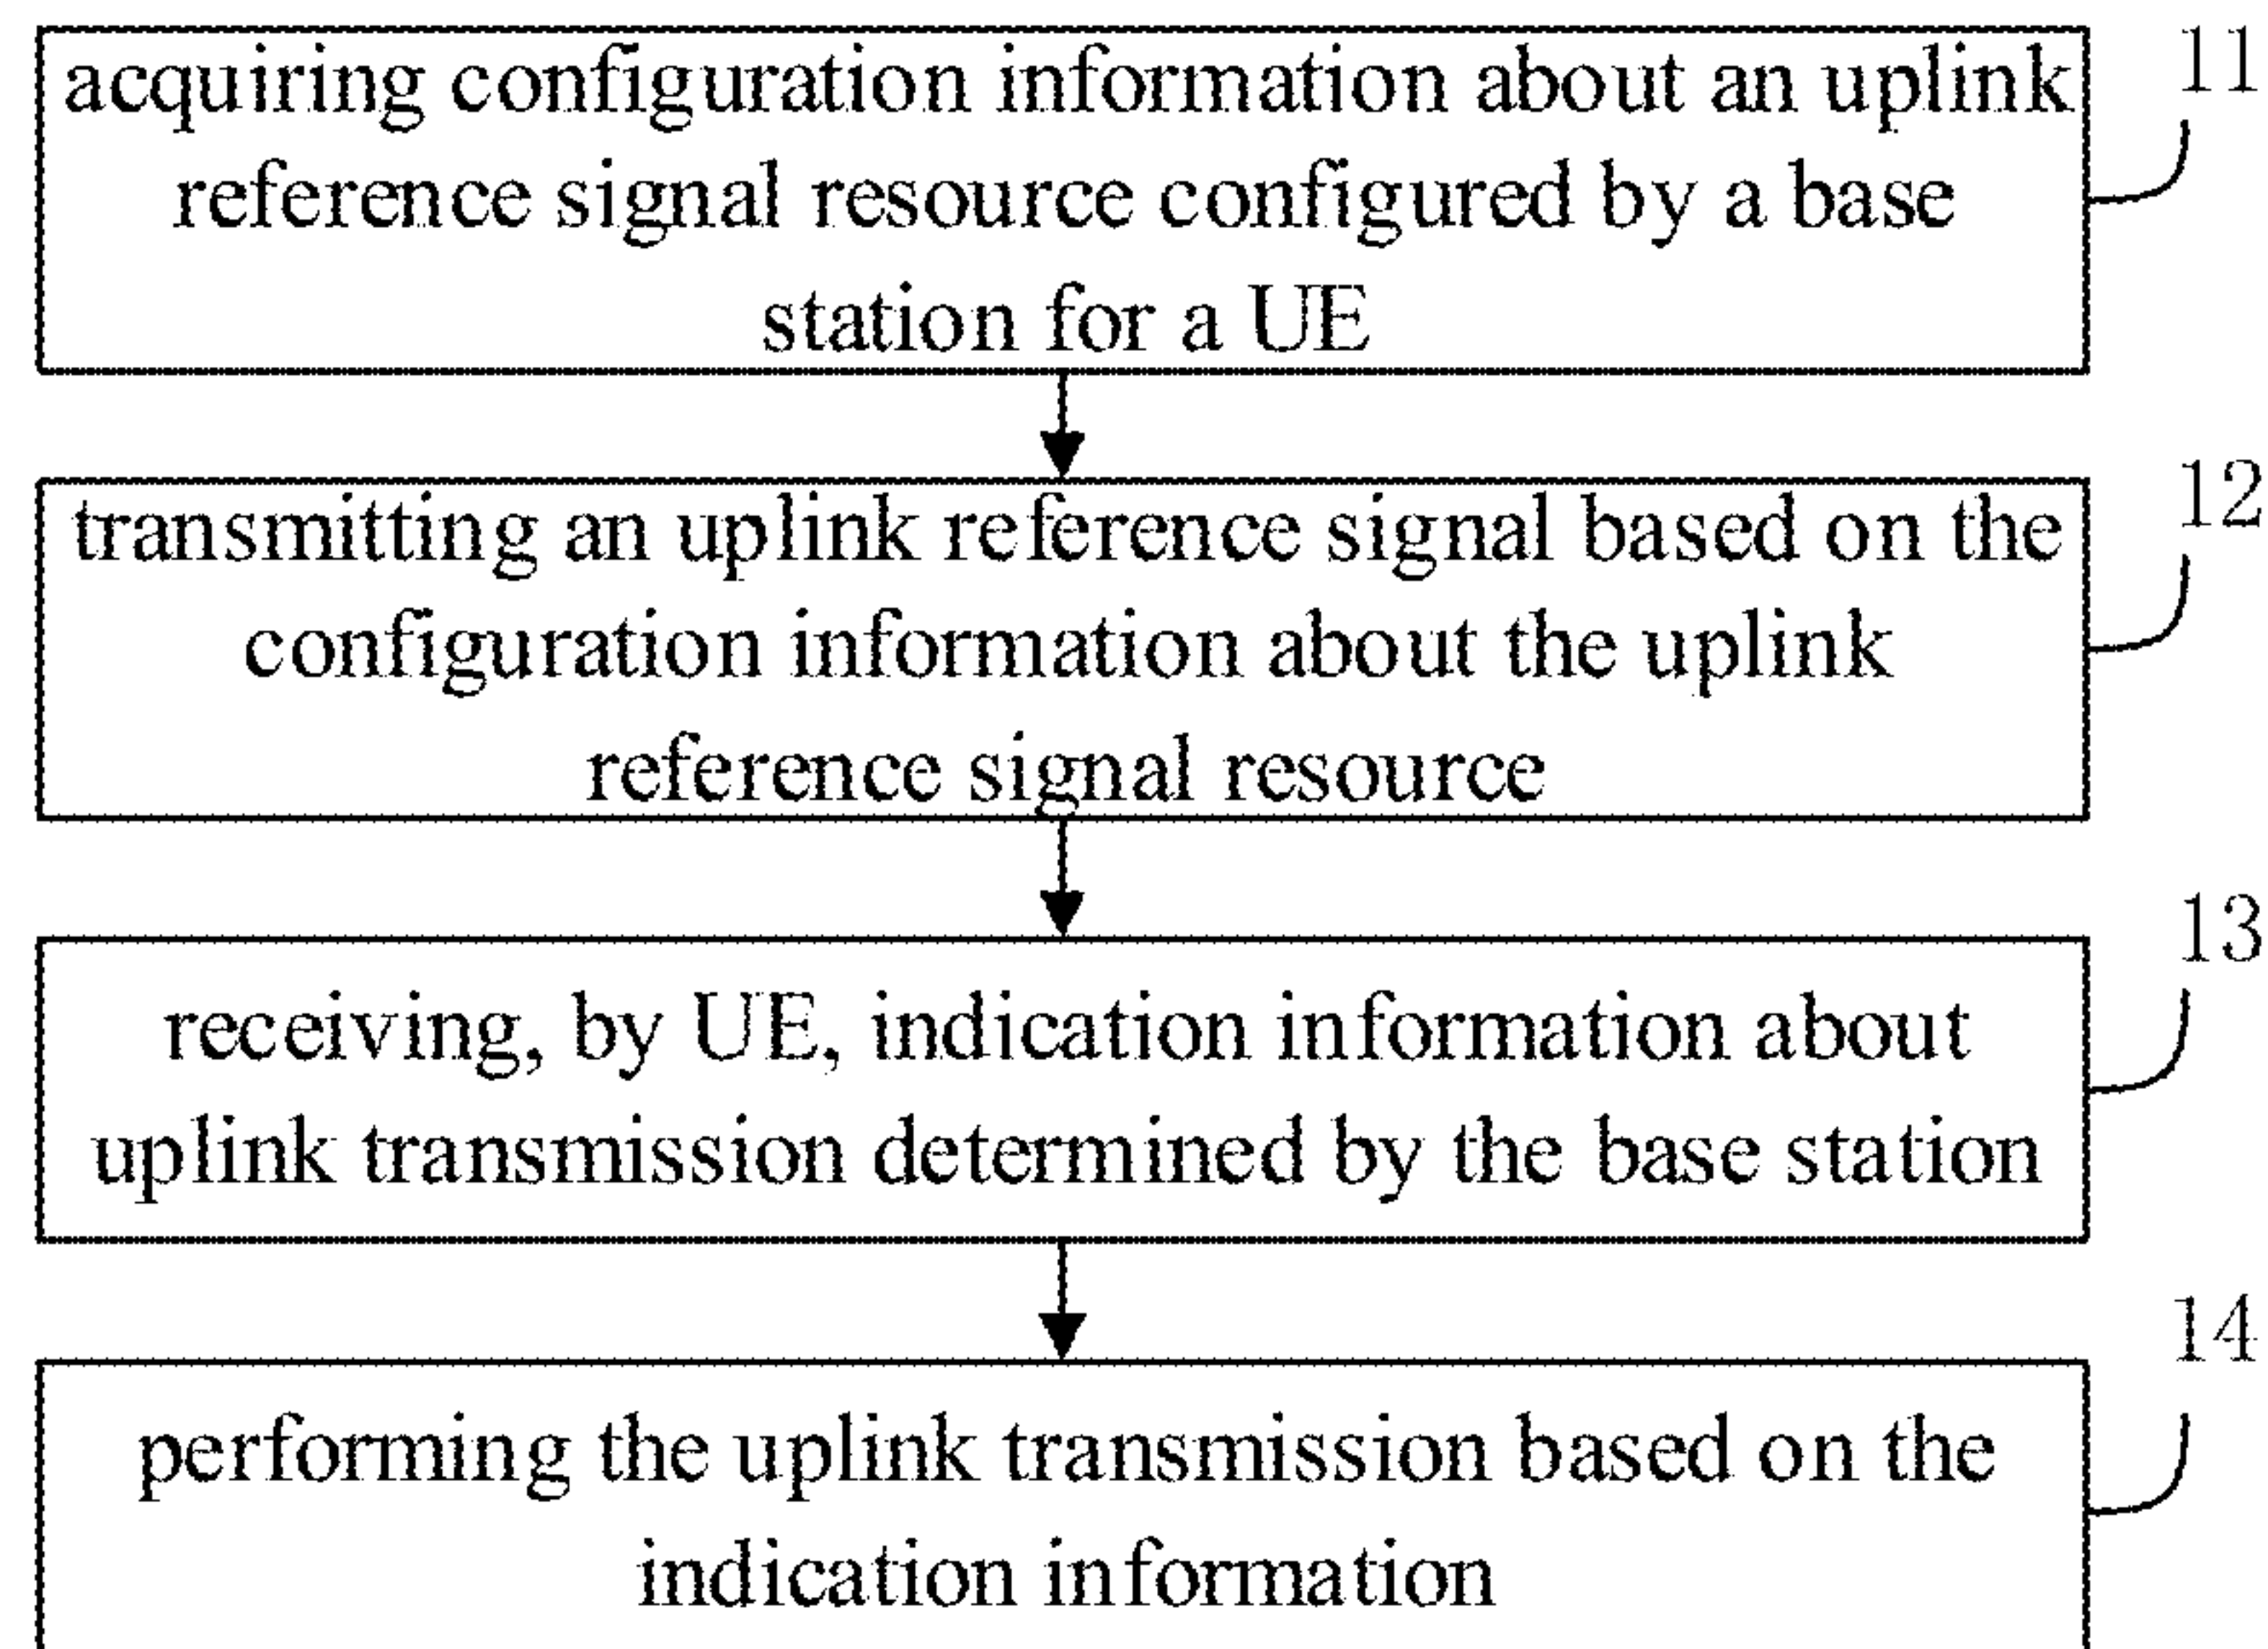 acquiring configuration information about an uplink
11
reference signal resource configured by a base
station for a UE
transmitting an uplink reference signal based on the
12
configuration information about the uplink
reference signal resource
13
receiving, by UE, indication information about
uplink transmission determined by the base station
14
performing the uplink transmission based on the
indication information